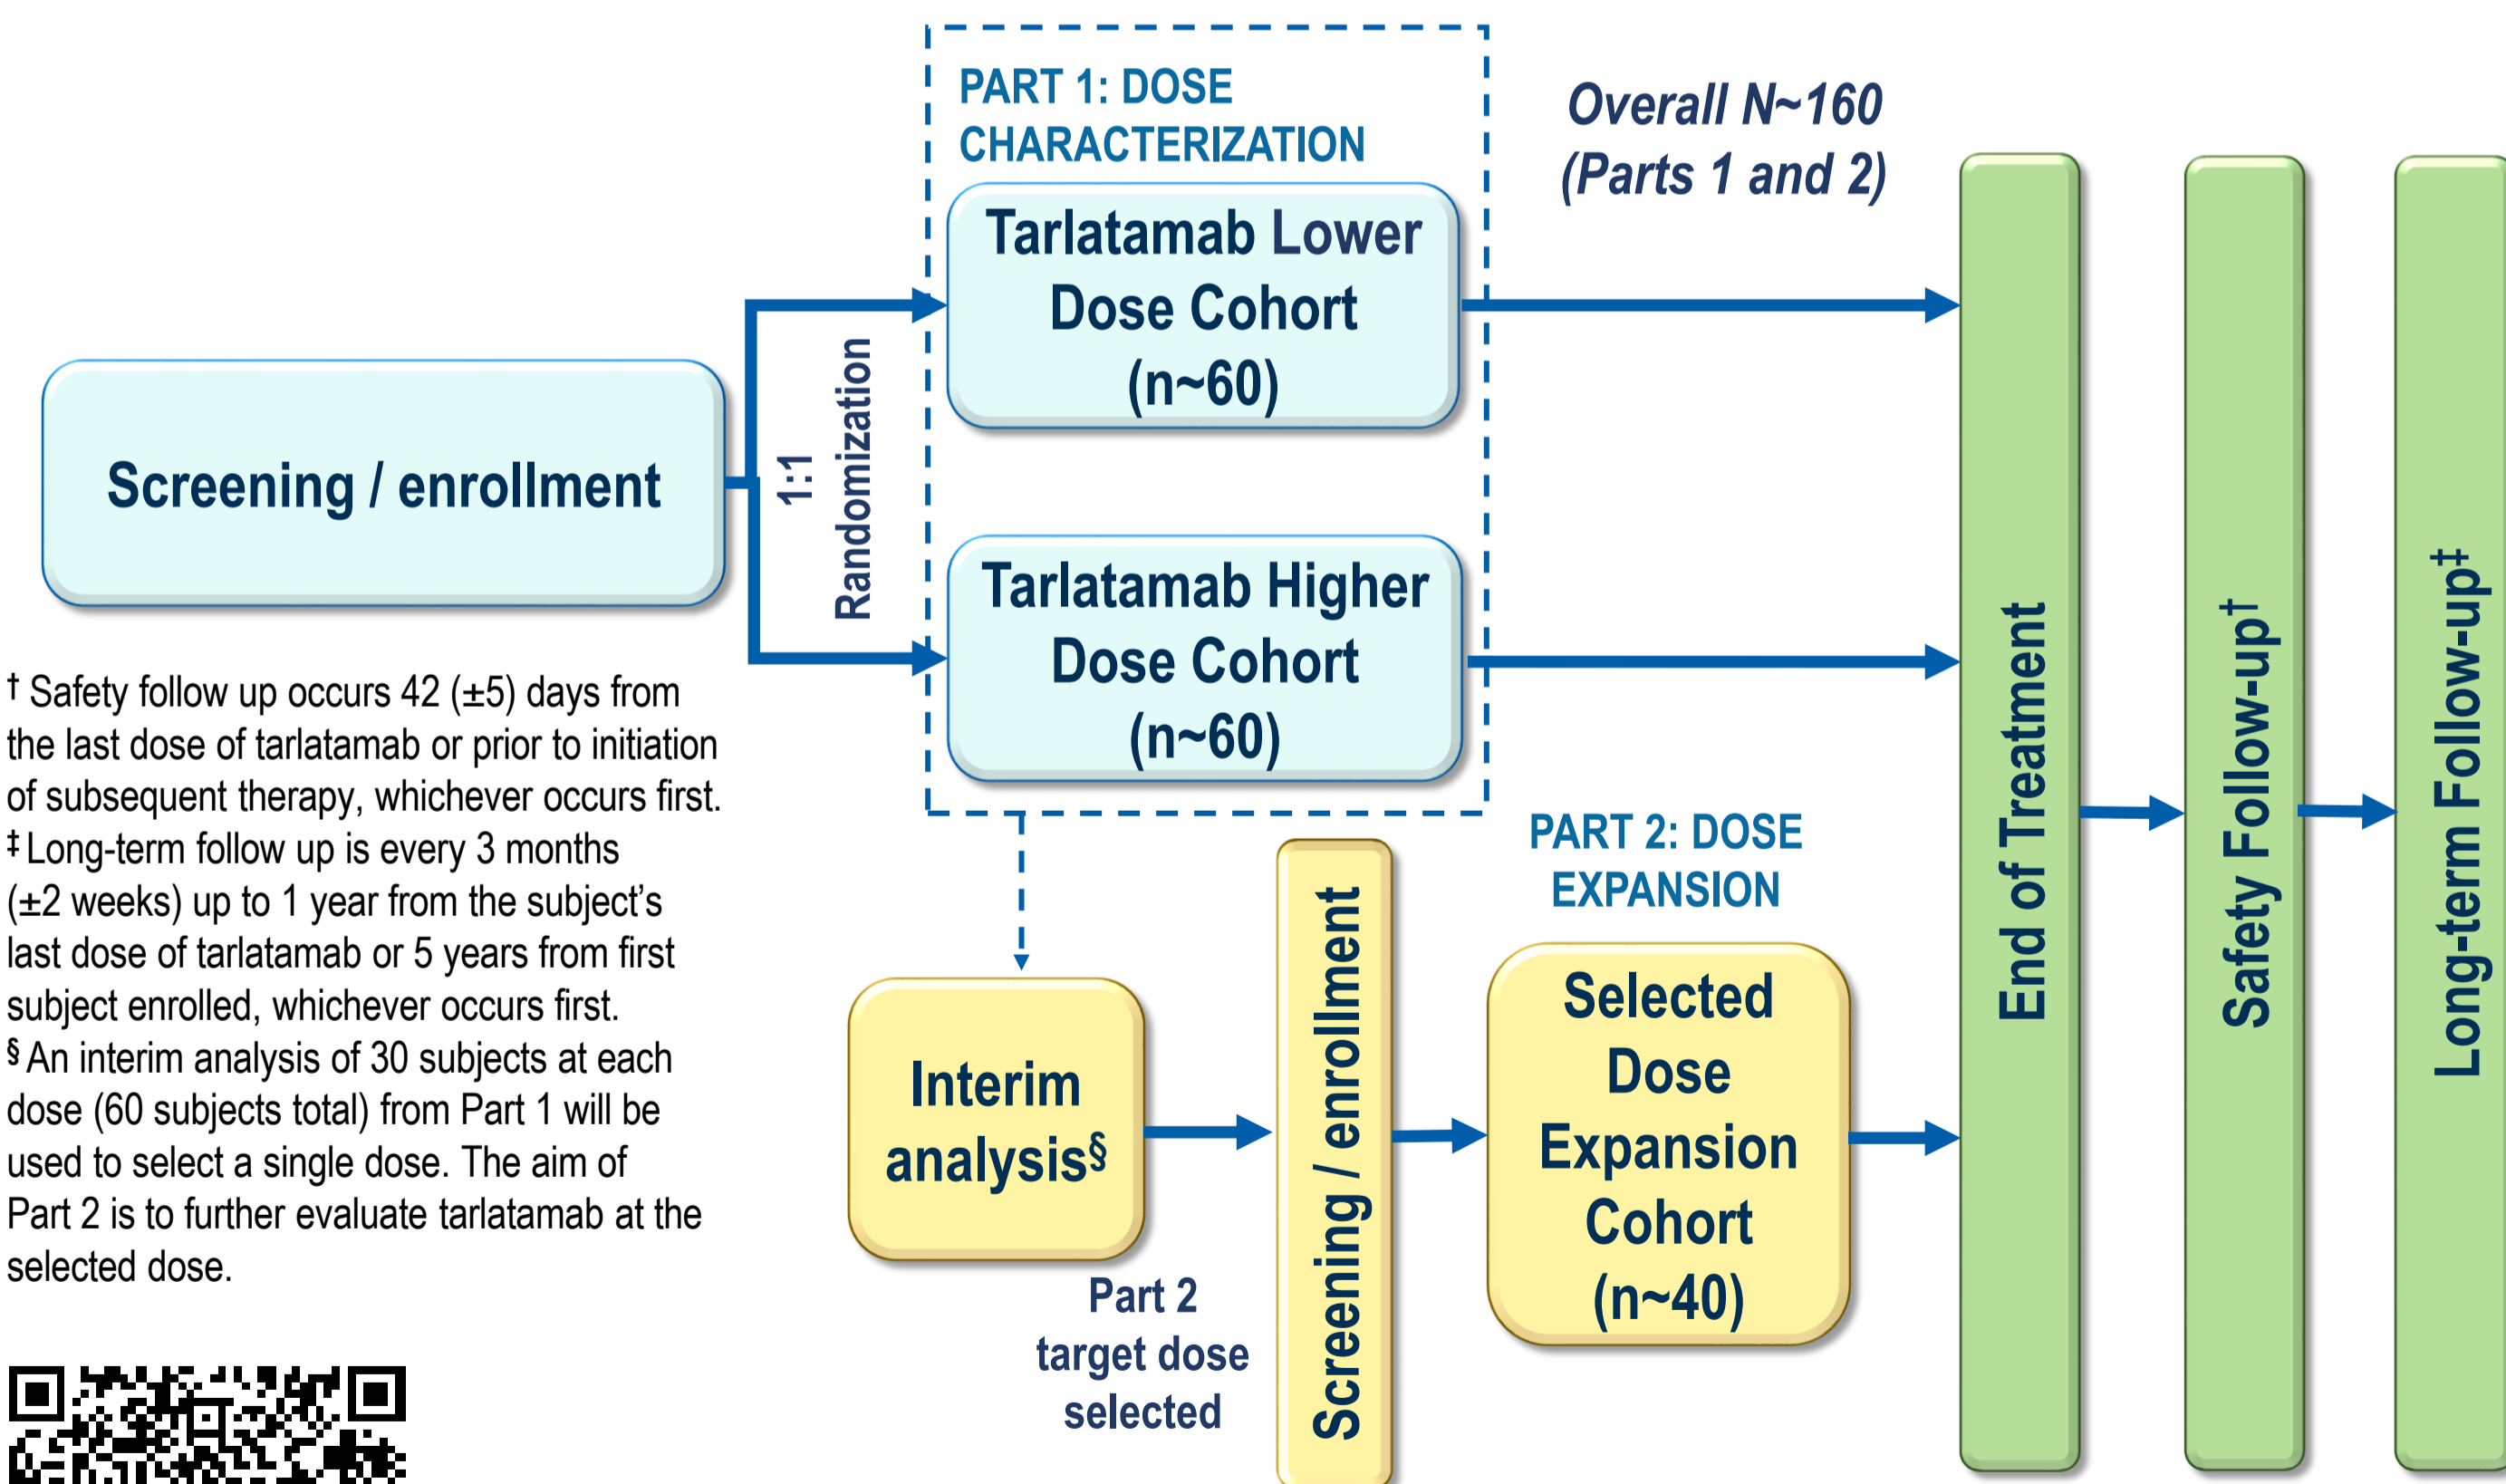 PART 1: DOSE
CHARACTERIZATION
Overall N~160
(Parts 1 and 2)
Screening / enrollment
1:1
Randomization
Tarlatamab Lower
Dose Cohort
(n~60)
Tarlatamab Higher
Dose Cohort
(n~60)
† Safety follow up occurs 42 (±5) days from
the last dose of tarlatamab or prior to initiation
of subsequent therapy, whichever occurs first.
‡ Long-term follow up is every 3 months
(±2 weeks) up to 1 year from the subject's
last dose of tarlatamab or 5 years from first
subject enrolled, whichever occurs first.
§ An interim analysis of 30 subjects at each
dose (60 subjects total) from Part 1 will be
used to select a single dose. The aim of
Part 2 is to further evaluate tarlatamab at the
selected dose.
Interim
analysis§
Part 2
target dose
selected
Screening / enrollment
PART 2: DOSE
EXPANSION
Selected
Dose
Expansion
Cohort
(n~40)
End of Treatment
Safety Follow-up†
Long-term Follow-up‡